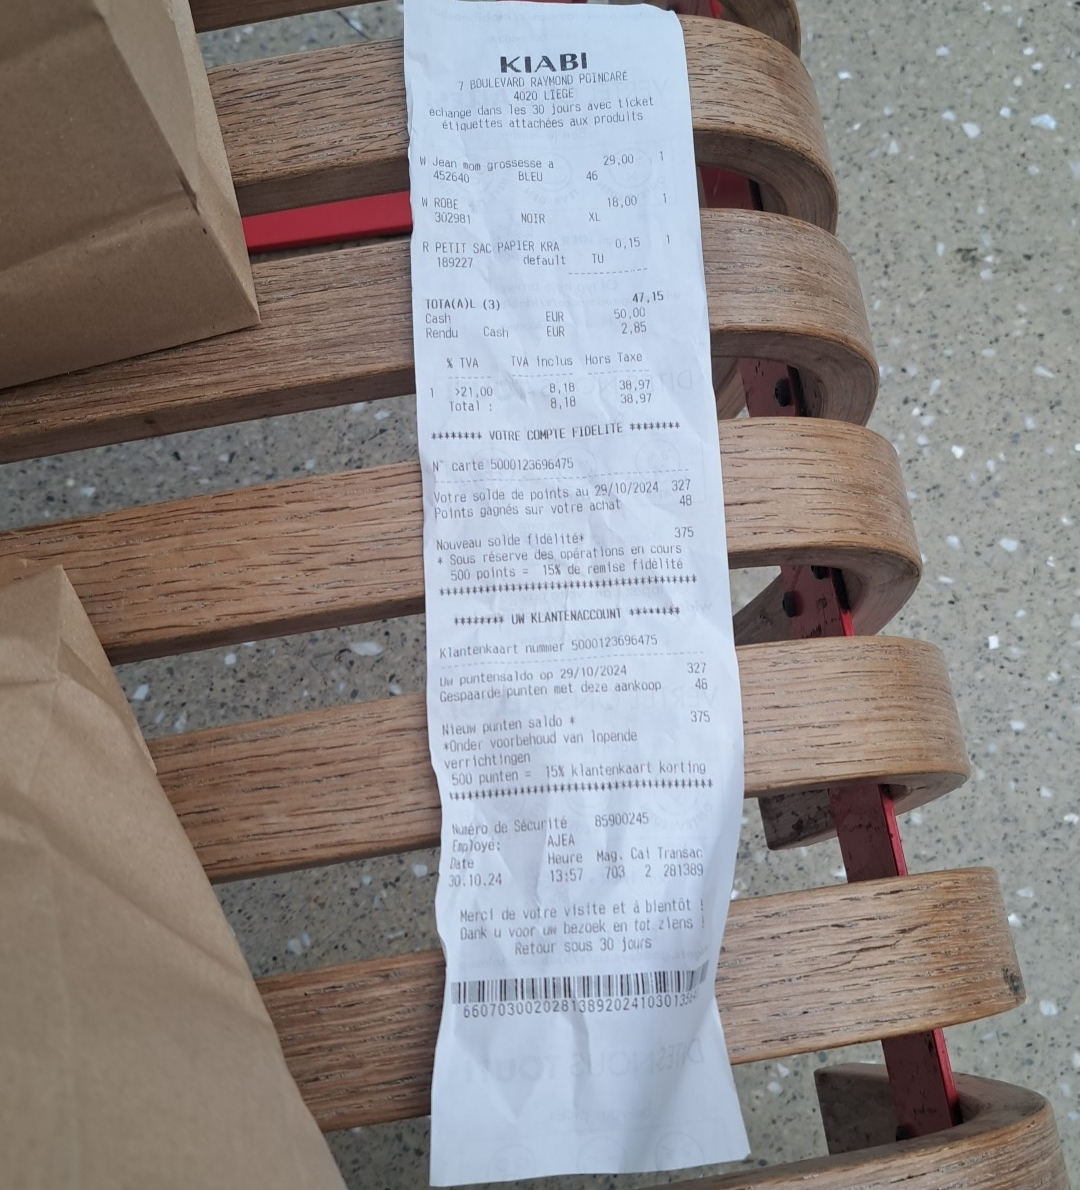 KIABI
7 BOULEVARD RAYMOND POINCARE
4020 LIEGE
échange dans les 30 jours avec ticket
étiquettes attachées aux produits
W Jean mom grossesse a 29,00 1
452640 BLEU 46
W ROBE 18,00 1
302981 NOIR XL
R PETIT SAC PAPIER KRA 0,15 1
189227 default TU
------------
TOTA(A)L (3) 47,15
Cash EUR 50,00
Rendu Cash EUR 2,85
% TVA TVA inclus Hors Taxe
1 >21,00 8,18 38,97
Total : 8,18 38,97
******** VOTRE COMPTE FIDELITE ********
N° carte 5000123696475
Votre solde de points au 29/10/2024 327
Points gagnés sur votre achat 48
Nouveau solde fidélité* 375
* Sous réserve des opérations en cours
500 points = 15% de remise fidélité
******** UW KLANTENACCOUNT ********
Klantenkaart nummer 5000123696475
Uw puntensaldo op 29/10/2024 327
Gespaarde punten met deze aankoop 48
Nieuw punten saldo * 375
*Onder voorbehoud van lopende
verrichtingen
500 punten = 15% klantenkaart korting
Numéro de Sécurité 85900245
Employé: AJEA
Date Heure Mag. Cai Transac
30.10.24 13:57 703 2 281389
Merci de votre visite et à bientôt !
Dank u voor uw bezoek en tot ziens !
Retour sous 30 jours